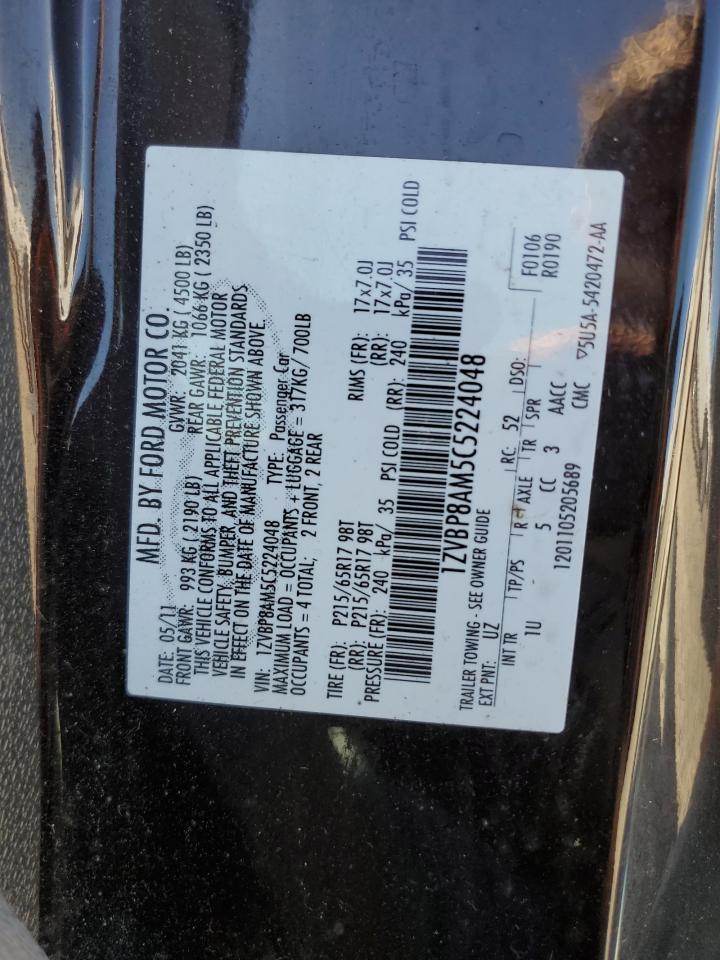 MFD. BY FORD MOTOR CO.
DATE: 05/11 GVWR: 2041 KG ( 4500 LB)
FRONT GAWR: 993 KG ( 2190 LB) REAR GAWR: 1066 KG ( 2350 LB)
THIS VEHICLE CONFORMS TO ALL APPLICABLE FEDERAL MOTOR
VEHICLE SAFETY, BUMPER, AND THEFT PREVENTION STANDARDS
IN EFFECT ON THE DATE OF MANUFACTURE SHOWN ABOVE
VIN: 1ZVBP8AM5C5224048 TYPE: Passenger Car
MAXIMUM LOAD = OCCUPANTS + LUGGAGE = 317KG/ 700LB
OCCUPANTS = 4 TOTAL; 2 FRONT, 2 REAR
TIRE (FR): P215/65R17 98T RIMS (FR): 17x7.0J
(RR): P215/65R17 98T (RR): 17x7.0J
PRESSURE (FR): 240 kPa/ 35 PSI COLD (RR): 240 kPa/ 35 PSI COLD
1ZVBP8AM5C5224048
TRAILER TOWING - SEE OWNER GUIDE
EXT PNT: UZ RC: 52 DSO: F0106
R0190
INT TR TP/PS R AXLE TR SPR
1U 5 CC 3 AACC
1201105205689 CMC ▽5U5A-5420472-AA